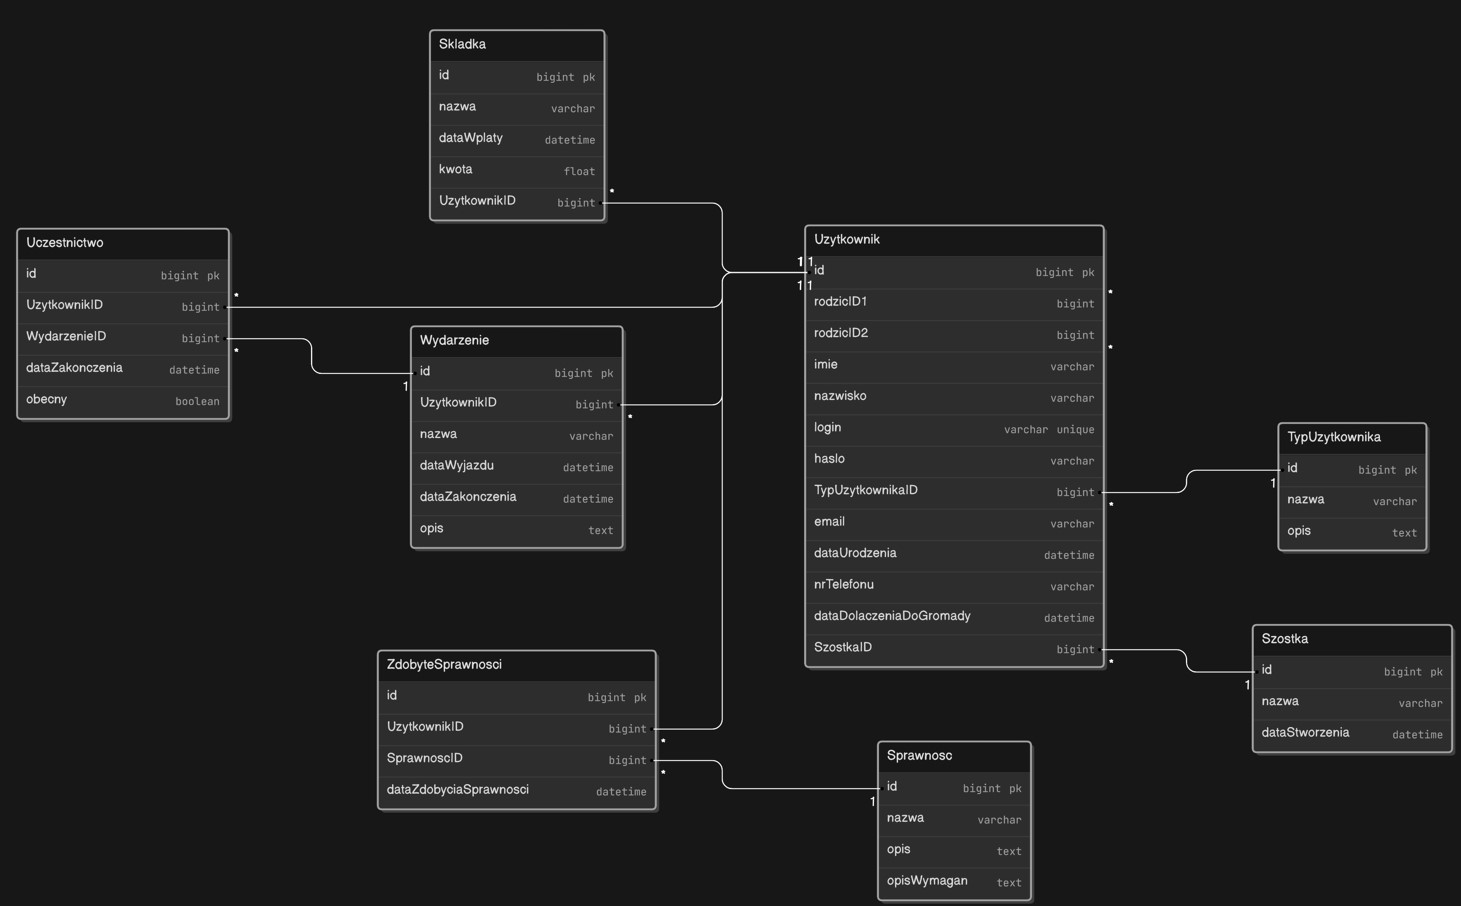 Skladka
id bigint pk
nazwa varchar
dataWplaty datetime
kwota float
UzytkownikID bigint
*
Uczestnictwo
id bigint pk
UzytkownikID bigint
WydarzenieID bigint
dataZakonczenia datetime
obecny boolean
*
*
Wydarzenie
id bigint pk
UzytkownikID bigint
nazwa varchar
dataWyjazdu datetime
dataZakonczenia datetime
opis text
1
*
Uzytkownik
id bigint pk
rodzicID1 bigint
rodzicID2 bigint
imie varchar
nazwisko varchar
login varchar unique
haslo varchar
TypUzytkownikaID bigint
email varchar
dataUrodzenia datetime
nrTelefonu varchar
dataDolaczeniaDoGromady datetime
SzostkaID bigint
1 1
1 1
*
*
*
*
TypUzytkownika
id bigint pk
nazwa varchar
opis text
1
Szostka
id bigint pk
nazwa varchar
dataStworzenia datetime
1
ZdobyteSprawnosci
id bigint pk
UzytkownikID bigint
SprawnoscID bigint
dataZdobyciaSprawnosci datetime
*
*
Sprawnosc
id bigint pk
nazwa varchar
opis text
opisWymagan text
1